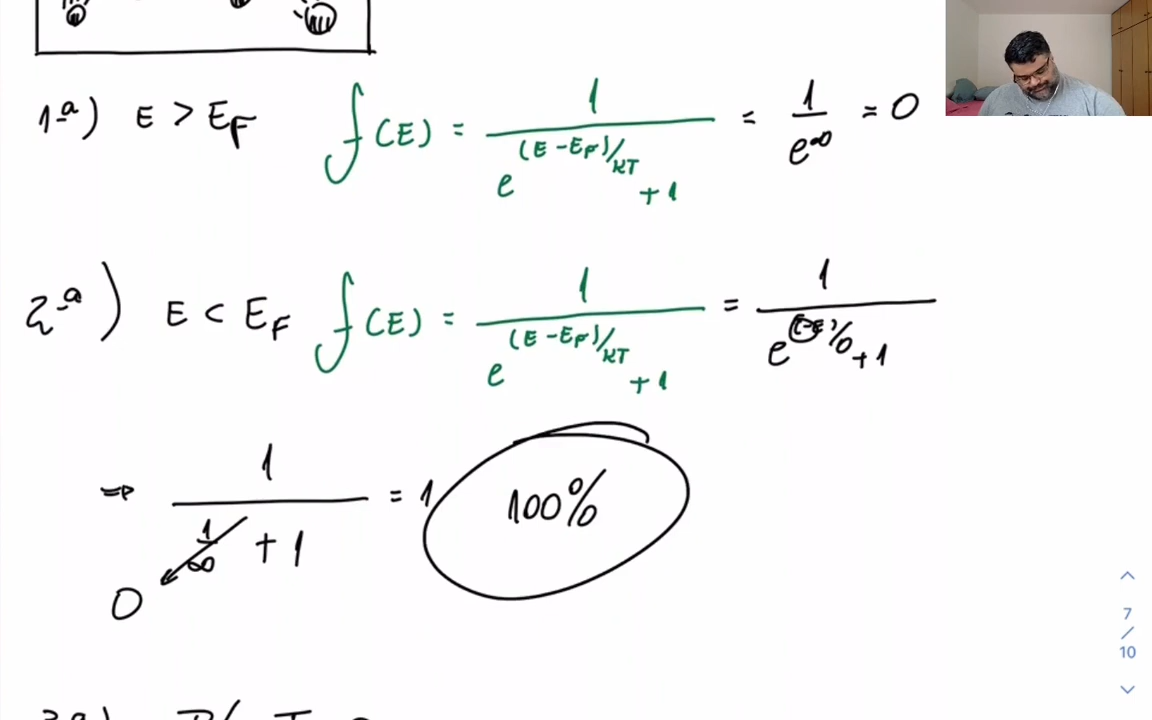 1ª) E > E_F f(E) = 1 / (e^{(E - E_F)/kT} + 1) = 1 / e^∞ = 0
2ª) E < E_F f(E) = 1 / (e^{(E - E_F)/kT} + 1) = 1 / (e^{(-E)/0} + 1)
⇒ 1 / (1/∞ + 1) = 1 100%
0
7
/
10